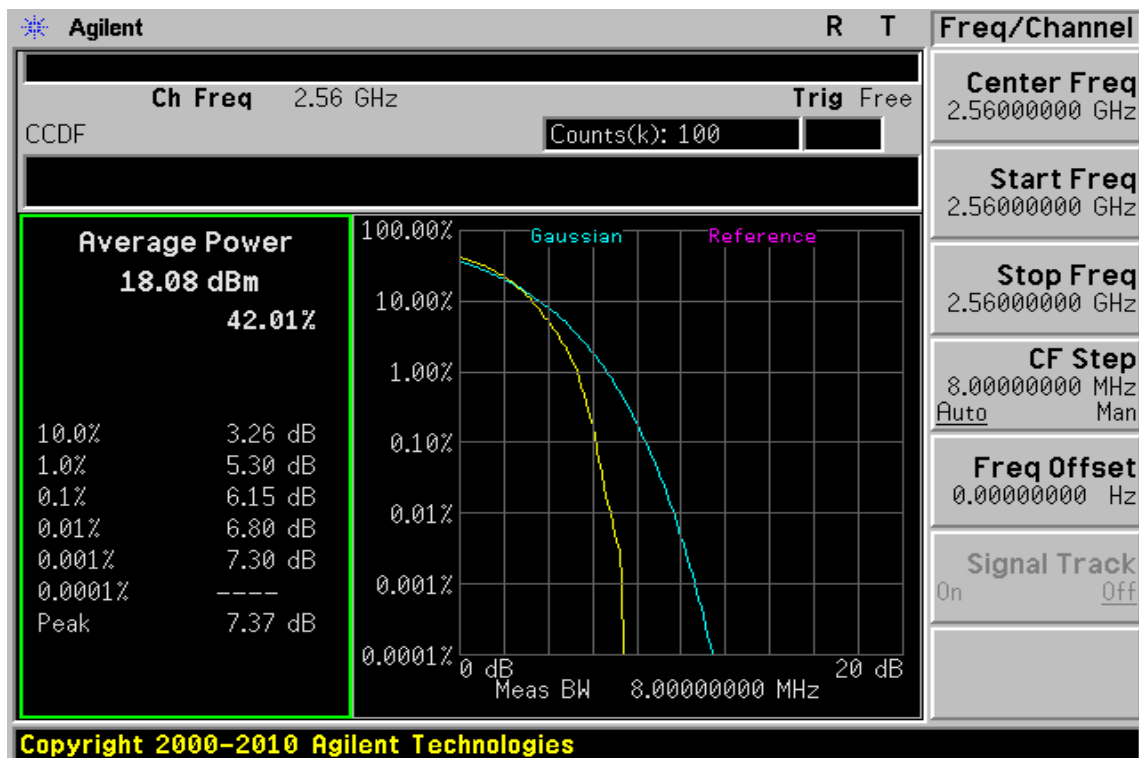 Agilent R T
Ch Freq 2.56 GHz Trig Free
CCDF Counts(k): 100
Average Power
18.08 dBm
42.01%
10.0% 3.26 dB
1.0% 5.30 dB
0.1% 6.15 dB
0.01% 6.80 dB
0.001% 7.30 dB
0.0001% ----
Peak 7.37 dB
Gaussian Reference
100.00%
10.00%
1.00%
0.10%
0.01%
0.001%
0.0001%
0 dB 20 dB
Meas BW 8.00000000 MHz
Freq/Channel
Center Freq
2.56000000 GHz
Start Freq
2.56000000 GHz
Stop Freq
2.56000000 GHz
CF Step
8.00000000 MHz
Auto Man
Freq Offset
0.00000000 Hz
Signal Track
On Off
Copyright 2000-2010 Agilent Technologies